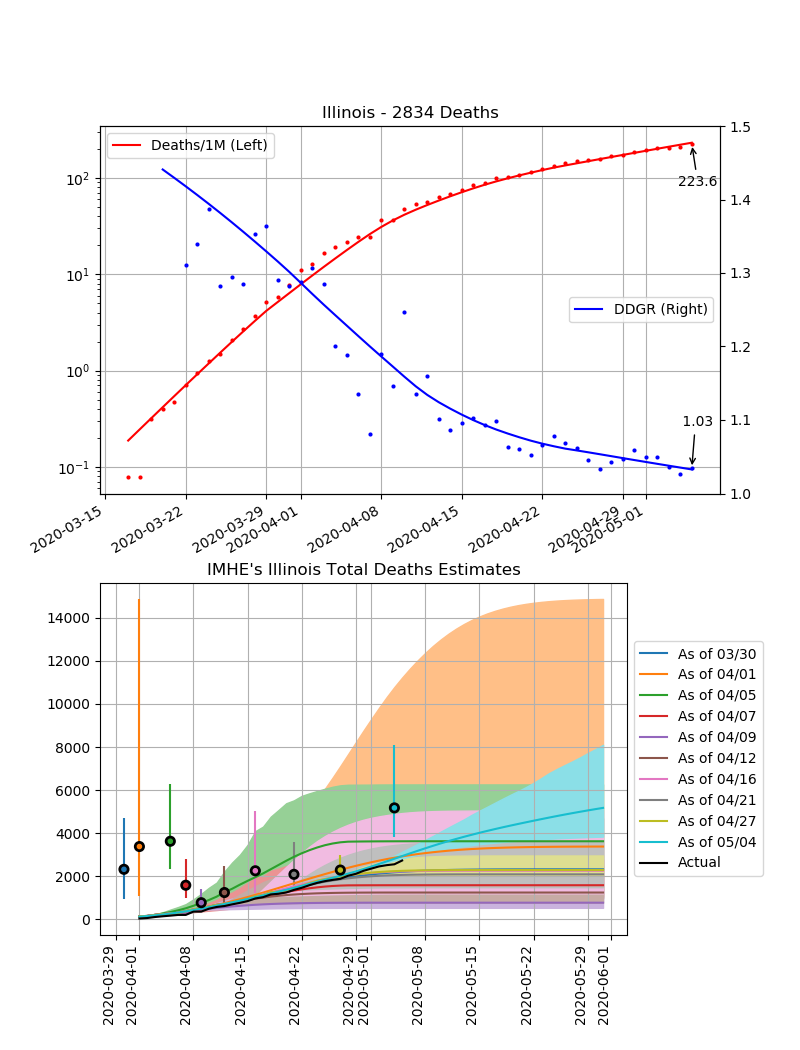 Illinois - 2834 Deaths
Deaths/1M (Left)
DDGR (Right)
223.6
1.03
10²
10¹
10⁰
10⁻¹
1.5
1.4
1.3
1.2
1.1
1.0
2020-03-15
2020-03-22
2020-03-29
2020-04-01
2020-04-08
2020-04-15
2020-04-22
2020-04-29
2020-05-01
IMHE's Illinois Total Deaths Estimates
14000
12000
10000
8000
6000
4000
2000
0
As of 03/30
As of 04/01
As of 04/05
As of 04/07
As of 04/09
As of 04/12
As of 04/16
As of 04/21
As of 04/27
As of 05/04
Actual
2020-03-29
2020-04-01
2020-04-08
2020-04-15
2020-04-22
2020-04-29
2020-05-01
2020-05-08
2020-05-15
2020-05-22
2020-05-29
2020-06-01